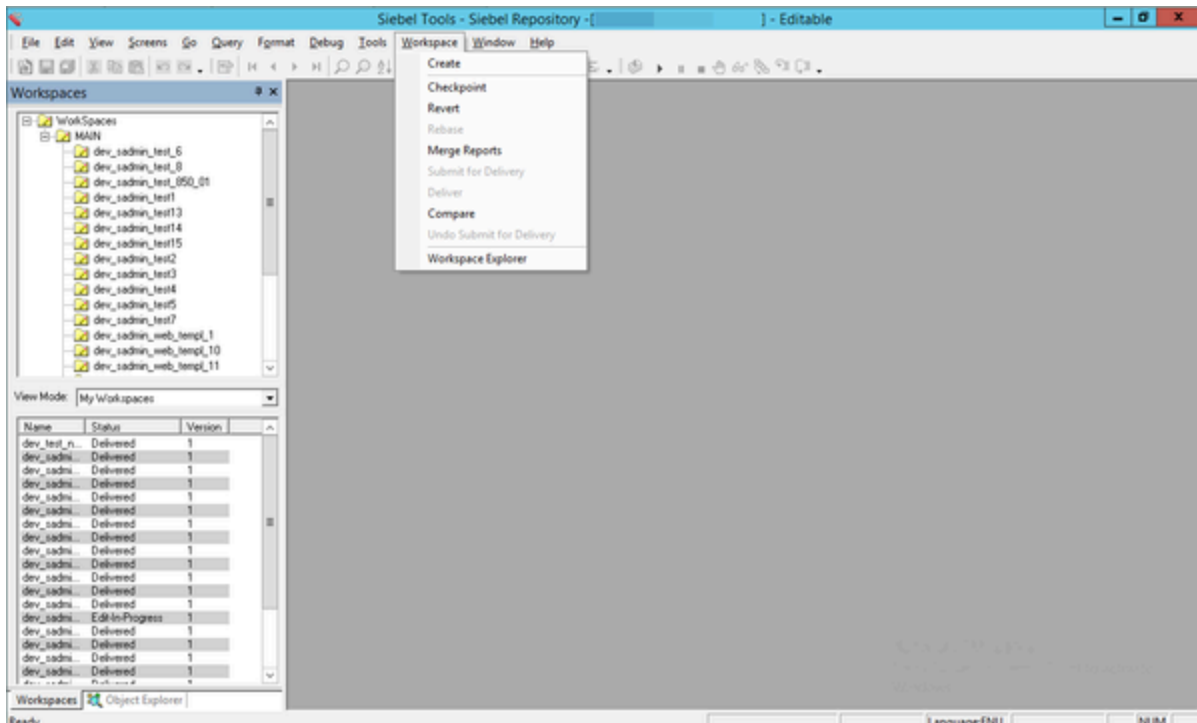 Siebel Tools - Siebel Repository -[ ] - Editable
File Edit View Screens Go Query Format Debug Tools Workspace Window Help
Create
Checkpoint
Revert
Rebase
Merge Reports
Submit for Delivery
Deliver
Compare
Undo Submit for Delivery
Workspace Explorer
Workspaces
WorkSpaces
MAIN
dev_sadmin_test_6
dev_sadmin_test_8
dev_sadmin_test_850_01
dev_sadmin_test1
dev_sadmin_test13
dev_sadmin_test14
dev_sadmin_test15
dev_sadmin_test2
dev_sadmin_test3
dev_sadmin_test4
dev_sadmin_test5
dev_sadmin_test7
dev_sadmin_web_templ_1
dev_sadmin_web_templ_10
dev_sadmin_web_templ_11
View Mode: My Workspaces
Name Status Version
dev_test_n... Delivered 1
dev_sadmi... Delivered 1
dev_sadmi... Delivered 1
dev_sadmi... Delivered 1
dev_sadmi... Delivered 1
dev_sadmi... Delivered 1
dev_sadmi... Delivered 1
dev_sadmi... Delivered 1
dev_sadmi... Delivered 1
dev_sadmi... Delivered 1
dev_sadmi... Delivered 1
dev_sadmi... Delivered 1
dev_sadmi... Delivered 1
dev_sadmi... Edit-In-Progress 1
dev_sadmi... Delivered 1
dev_sadmi... Delivered 1
dev_sadmi... Delivered 1
dev_sadmi... Delivered 1
Workspaces Object Explorer
Ready Language:ENU NUM